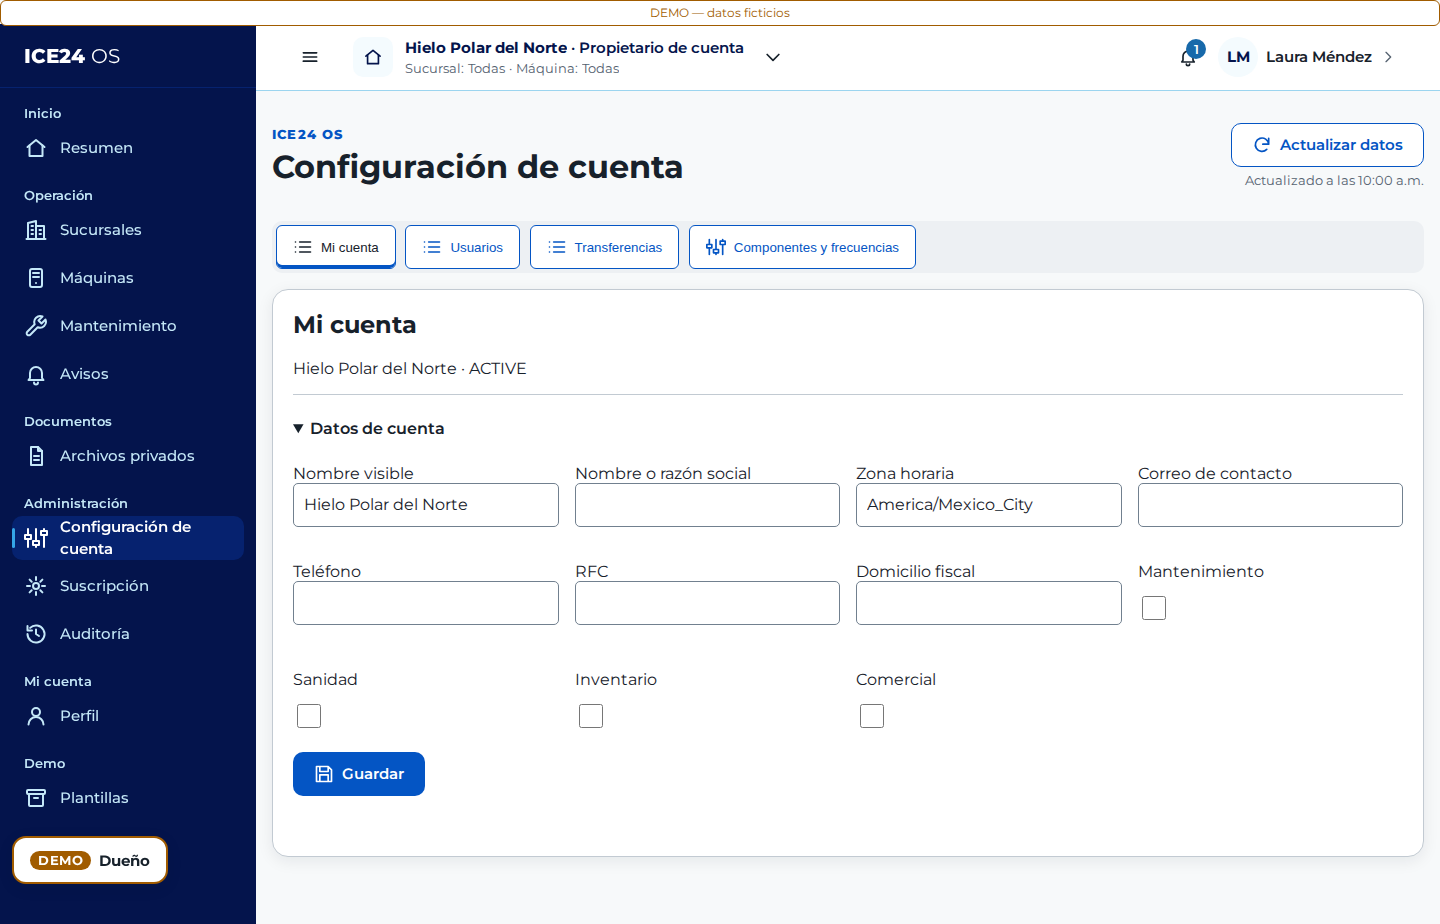 DEMO — datos ficticios
ICE24 OS
Inicio
Resumen
Operación
Sucursales
Máquinas
Mantenimiento
Avisos
Documentos
Archivos privados
Administración
Configuración de
cuenta
Suscripción
Auditoría
Mi cuenta
Perfil
Demo
Plantillas
DEMO Dueño
Hielo Polar del Norte · Propietario de cuenta
Sucursal: Todas · Máquina: Todas
1
LM Laura Méndez
ICE24 OS
Configuración de cuenta
Actualizar datos
Actualizado a las 10:00 a.m.
Mi cuenta Usuarios Transferencias Componentes y frecuencias
Mi cuenta
Hielo Polar del Norte · ACTIVE
Datos de cuenta
Nombre visible Nombre o razón social Zona horaria Correo de contacto
Hielo Polar del Norte America/Mexico_City
Teléfono RFC Domicilio fiscal Mantenimiento
Sanidad Inventario Comercial
Guardar